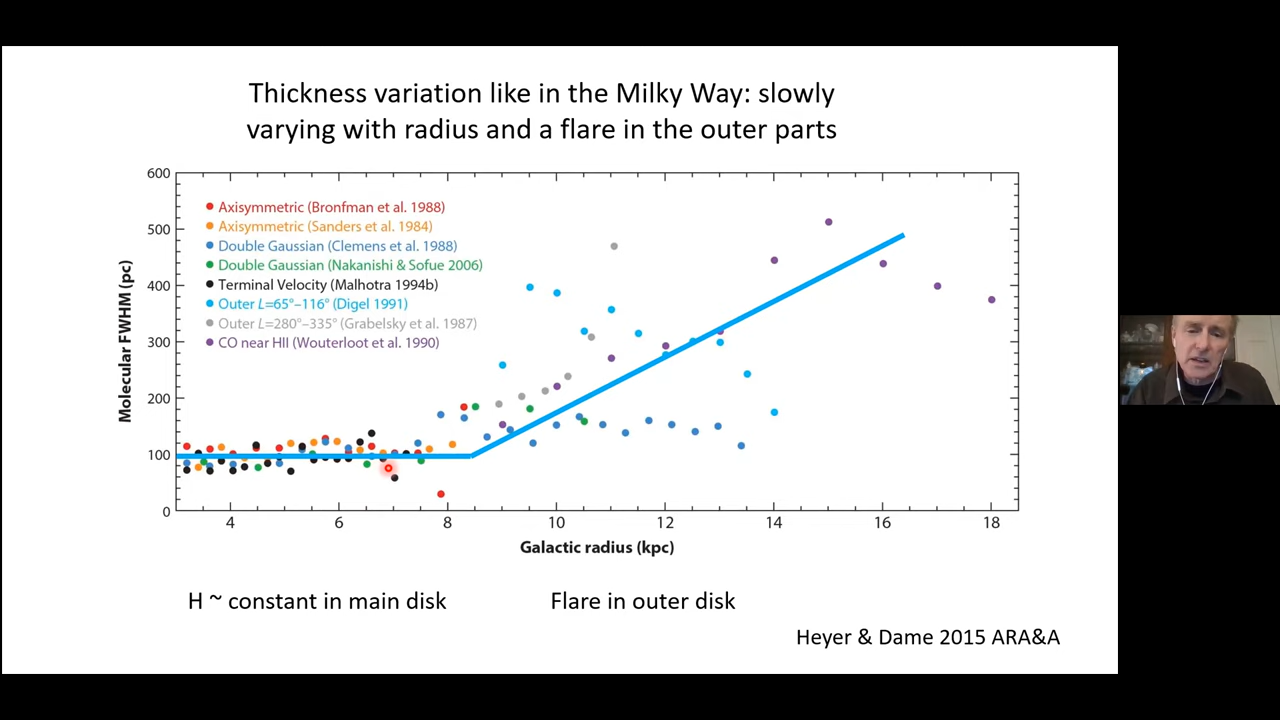 Thickness variation like in the Milky Way: slowly
varying with radius and a flare in the outer parts
600
500
400
300
200
100
0
Molecular FWHM (pc)
Axisymmetric (Bronfman et al. 1988)
Axisymmetric (Sanders et al. 1984)
Double Gaussian (Clemens et al. 1988)
Double Gaussian (Nakanishi & Sofue 2006)
Terminal Velocity (Malhotra 1994b)
Outer L=65°–116° (Digel 1991)
Outer L=280°–335° (Grabelsky et al. 1987)
CO near HII (Wouterloot et al. 1990)
4 6 8 10 12 14 16 18
Galactic radius (kpc)
H ~ constant in main disk
Flare in outer disk
Heyer & Dame 2015 ARA&A